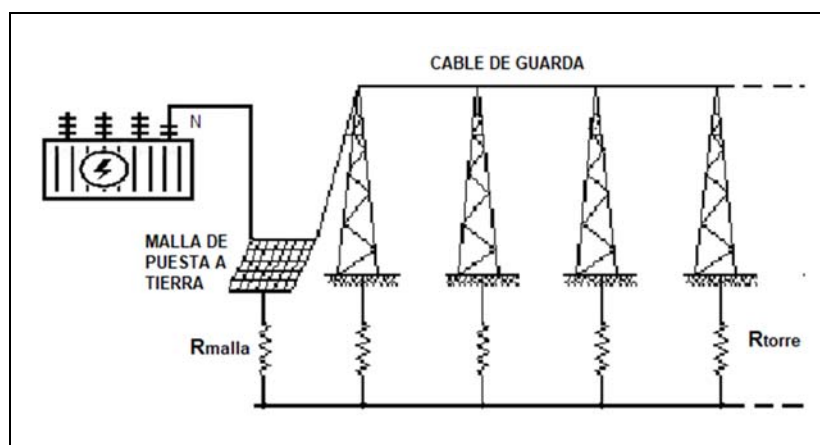 CABLE DE GUARDA
N
MALLA DE
PUESTA A
TIERRA
Rmalla
Rtorre